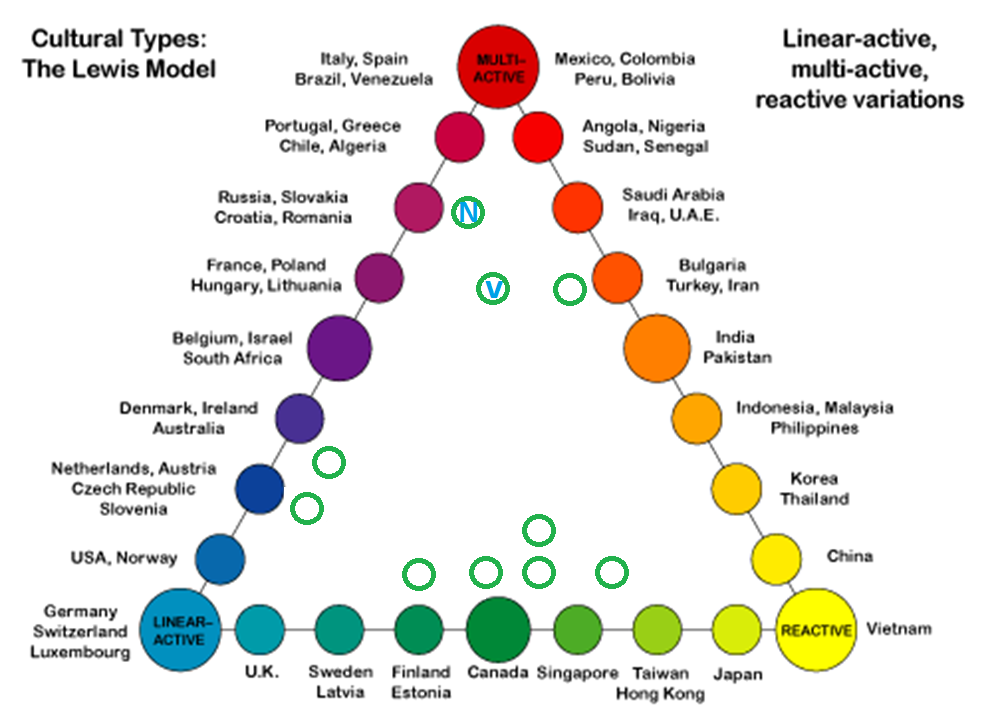 Cultural Types:
The Lewis Model
Linear-active,
multi-active,
reactive variations
MULTI-
ACTIVE
Italy, Spain
Brazil, Venezuela
Mexico, Colombia
Peru, Bolivia
Portugal, Greece
Chile, Algeria
Angola, Nigeria
Sudan, Senegal
Russia, Slovakia
Croatia, Romania
N
Saudi Arabia
Iraq, U.A.E.
France, Poland
Hungary, Lithuania
v
Bulgaria
Turkey, Iran
Belgium, Israel
South Africa
India
Pakistan
Denmark, Ireland
Australia
Indonesia, Malaysia
Philippines
Netherlands, Austria
Czech Republic
Slovenia
Korea
Thailand
USA, Norway
China
Germany
Switzerland
Luxembourg
LINEAR-
ACTIVE
REACTIVE
Vietnam
U.K.
Sweden
Latvia
Finland
Estonia
Canada
Singapore
Taiwan
Hong Kong
Japan